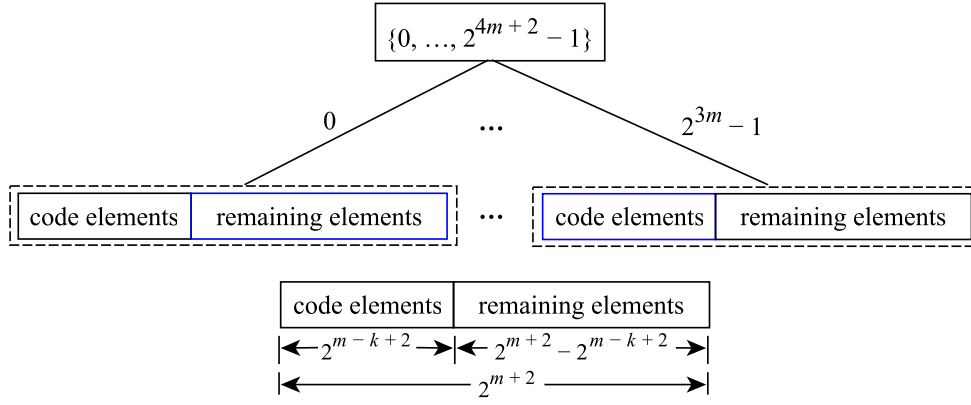 {0, …, 2^{4m + 2} − 1}
0 ... 2^{3m} − 1
code elements remaining elements ... code elements remaining elements
code elements remaining elements
2^{m − k + 2} 2^{m + 2} − 2^{m − k + 2}
2^{m + 2}